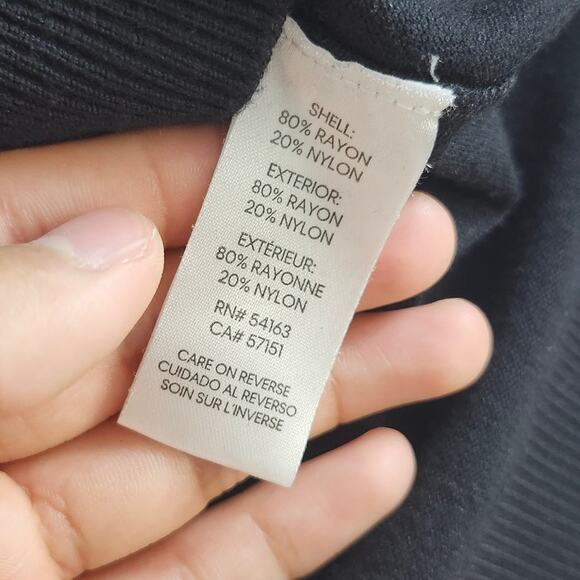 SHELL:
80% RAYON
20% NYLON
EXTERIOR:
80% RAYON
20% NYLON
EXTÉRIEUR:
80% RAYONNE
20% NYLON
RN# 54163
CA# 57151
CARE ON REVERSE
CUIDADO AL REVERSO
SOIN SUR L'INVERSE